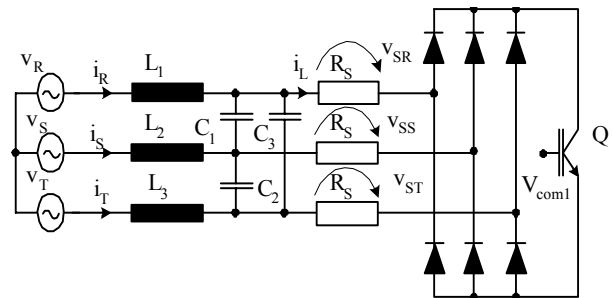 v_R i_R L_1 i_L R_S v_SR
v_S i_S L_2 C_1 C_3 R_S v_SS Q
v_T i_T L_3 C_2 R_S v_ST V_com1